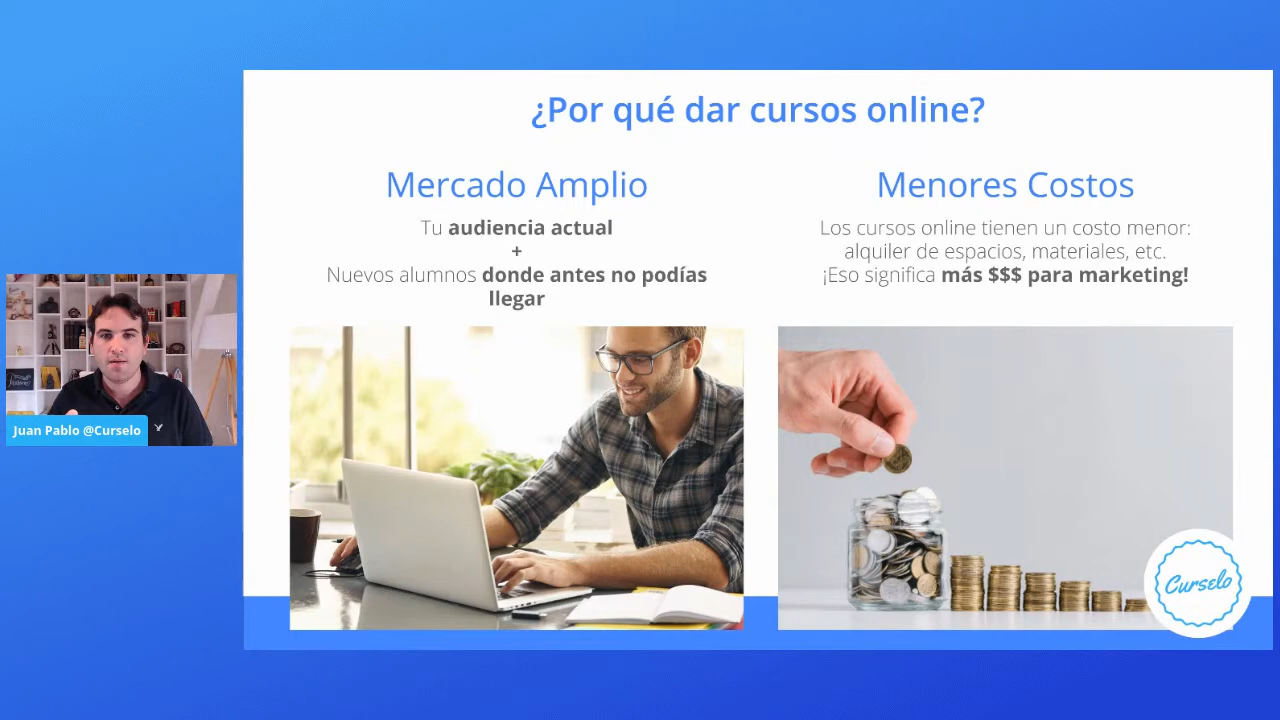 ¿Por qué dar cursos online?
Mercado Amplio
Tu audiencia actual
+
Nuevos alumnos donde antes no podías
llegar
Menores Costos
Los cursos online tienen un costo menor:
alquiler de espacios, materiales, etc.
¡Eso significa más $$$ para marketing!
Juan Pablo @Curselo
Curselo